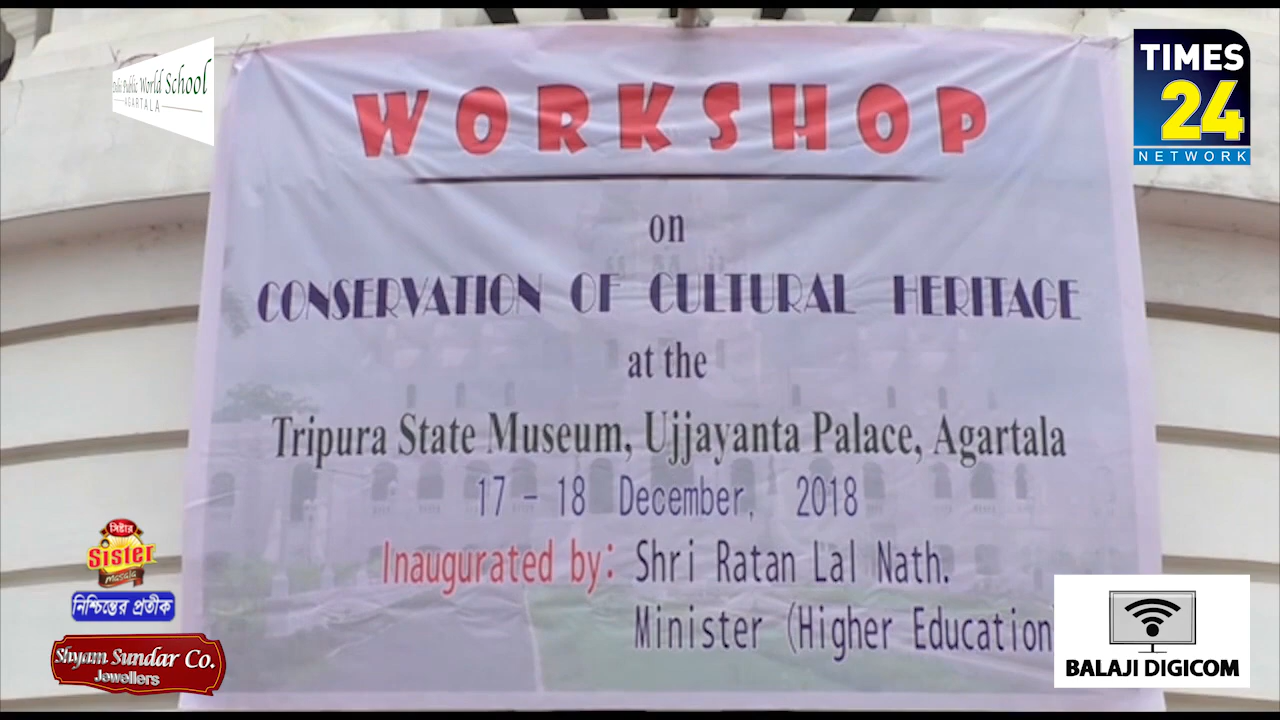 WORKSHOP
on
CONSERVATION OF CULTURAL HERITAGE
at the
Tripura State Museum, Ujjayanta Palace, Agartala
17 - 18 December, 2018
Inaugurated by: Shri Ratan Lal Nath.
Minister (Higher Education
Public World School
AGARTALA
TIMES
24
NETWORK
সিষ্টার
Sister
Masala
নিশ্চিন্তের প্রতীক
Shyam Sundar Co.
Jewellers
BALAJI DIGICOM